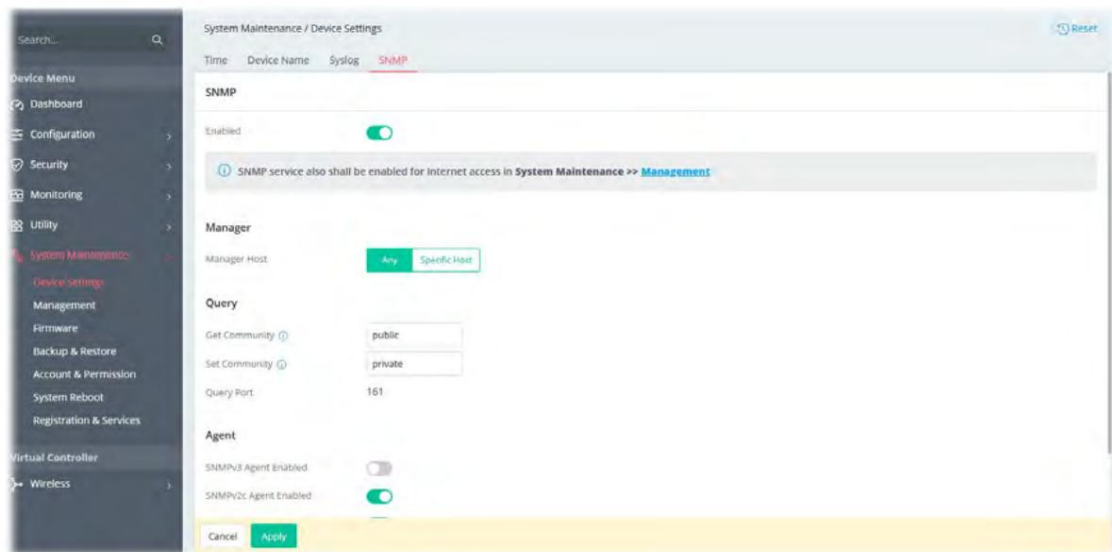 Search...
Device Menu
Dashboard
Configuration
Security
Monitoring
Utility
System Maintenance
Device Settings
Management
Firmware
Backup & Restore
Account & Permission
System Reboot
Registration & Services
Virtual Controller
Wireless
System Maintenance / Device Settings
Reset
Time Device Name Syslog SNMP
SNMP
Enabled
SNMP service also shall be enabled for Internet access in System Maintenance >> Management
Manager
Manager Host Any Specific Host
Query
Get Community public
Set Community private
Query Port 161
Agent
SNMPv3 Agent Enabled
SNMPv2c Agent Enabled
Cancel Apply